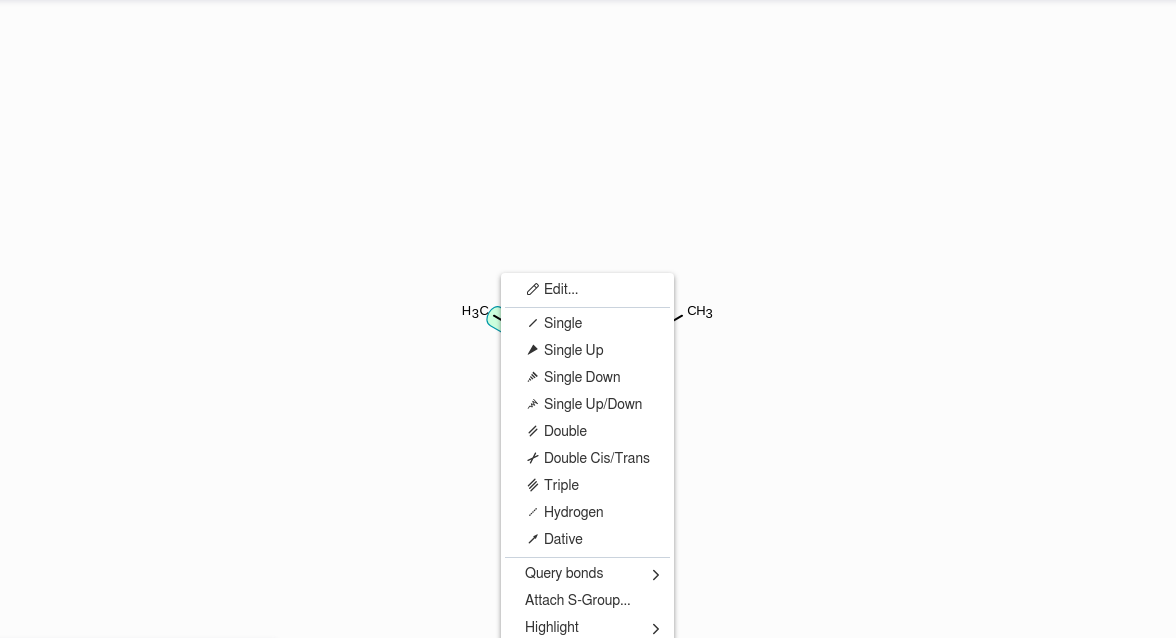 Edit...
H3C
CH3
Single
Single Up
Single Down
Single Up/Down
Double
Double Cis/Trans
Triple
Hydrogen
Dative
Query bonds
Attach S-Group...
Highlight